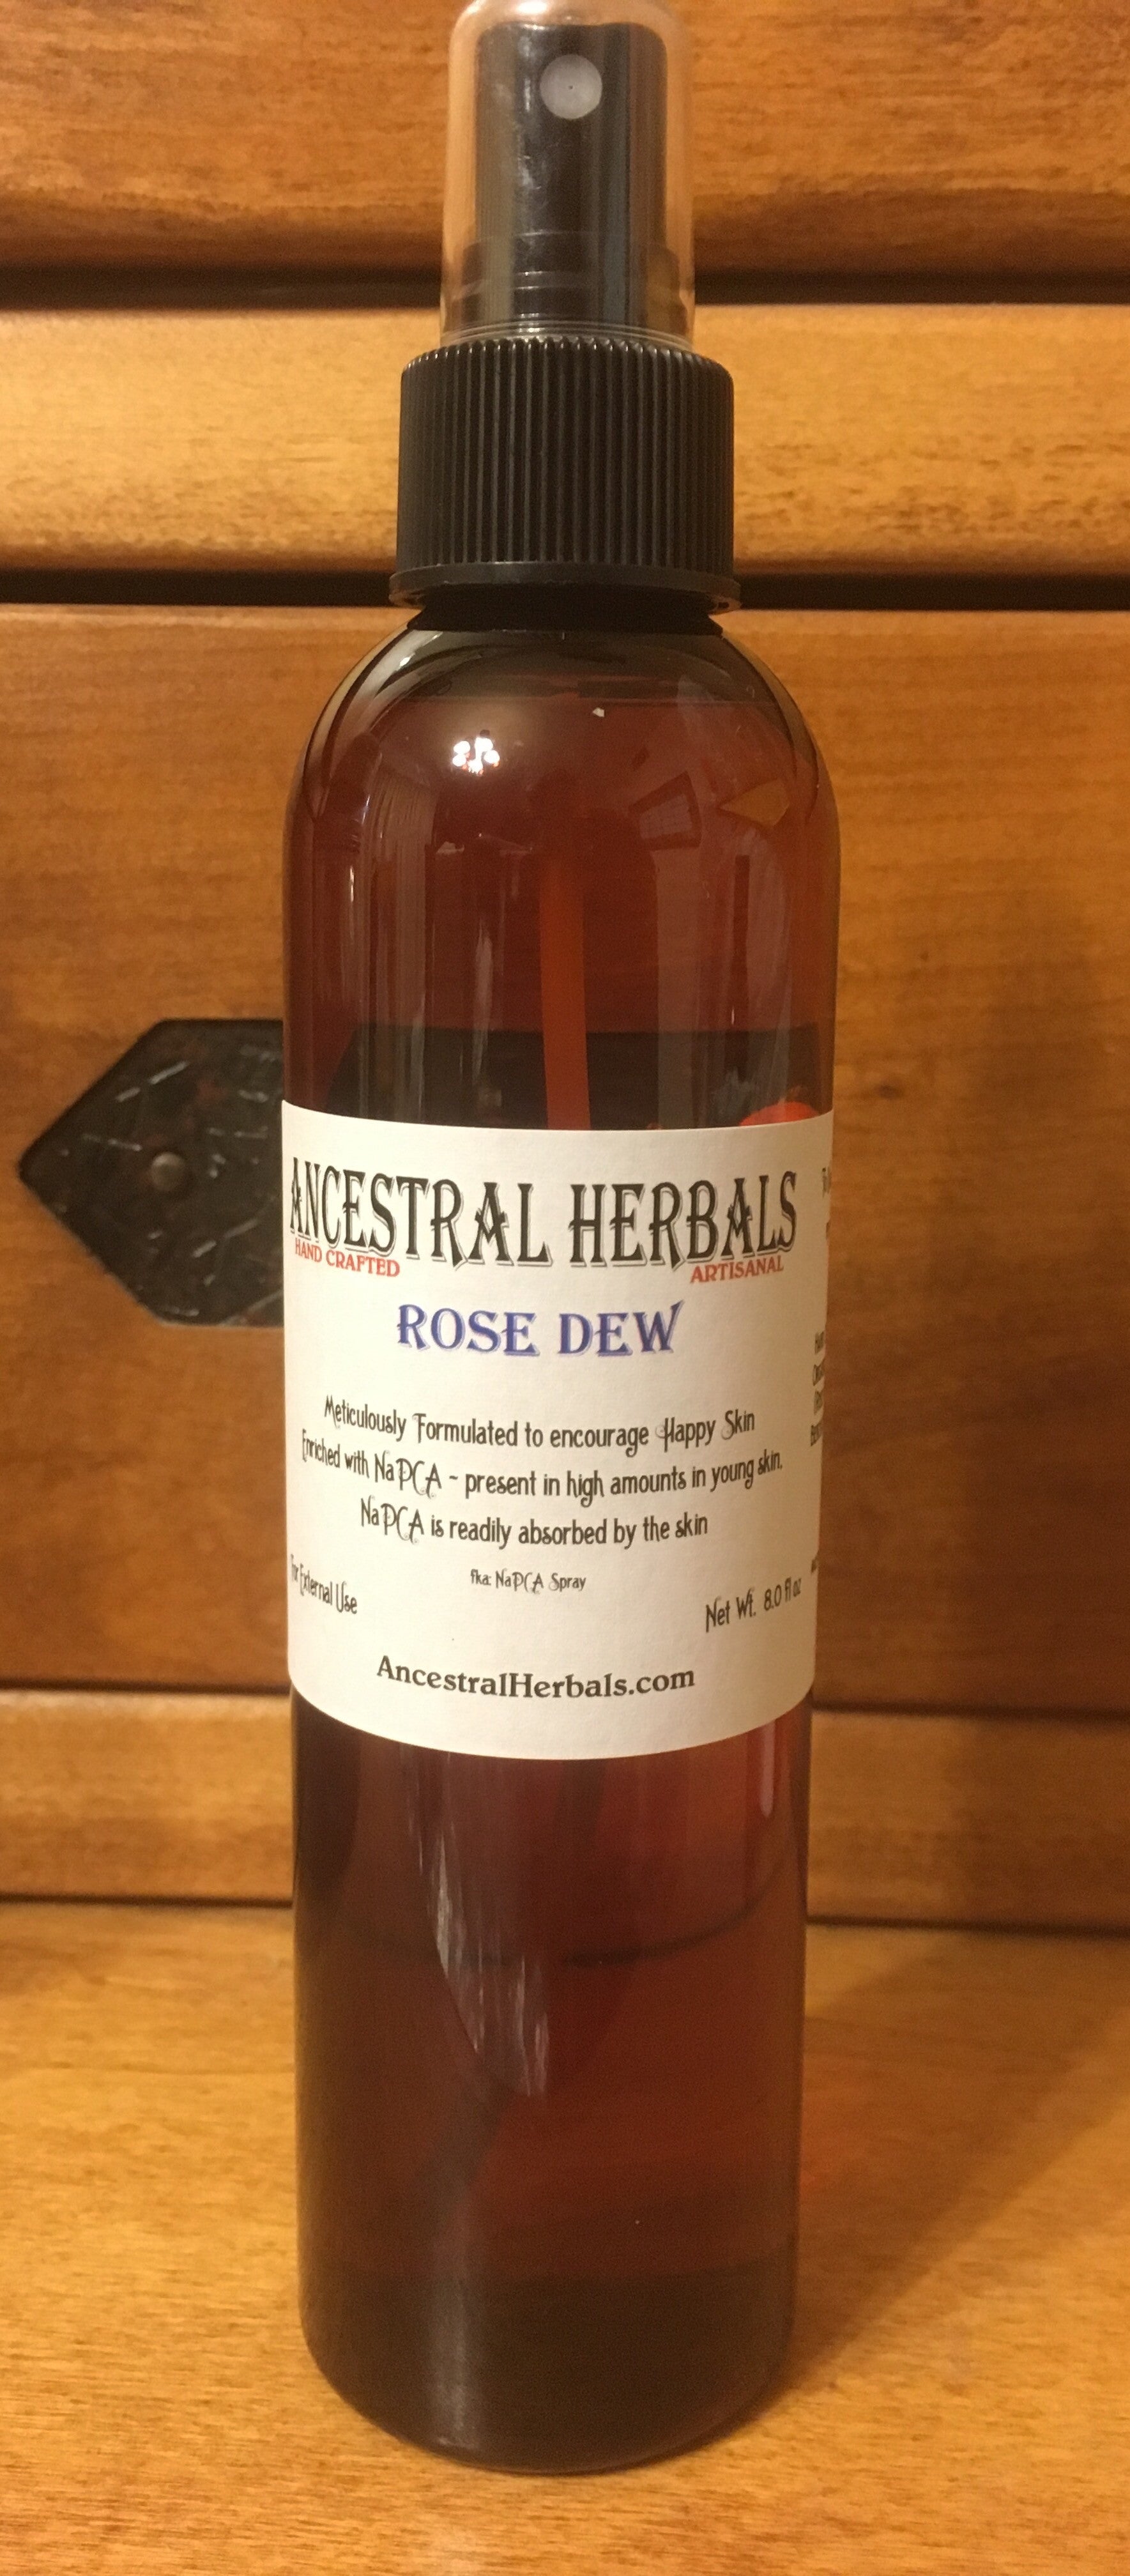 ANCESTRAL HERBALS
HAND CRAFTED ARTISANAL
ROSE DEW
Meticulously Formulated to encourage Happy Skin
Enriched with NaPCA ~ present in high amounts in young skin.
NaPCA is readily absorbed by the skin
fka: NaPCA Spray
For External Use
Net Wt. 8.0 fl oz
AncestralHerbals.com